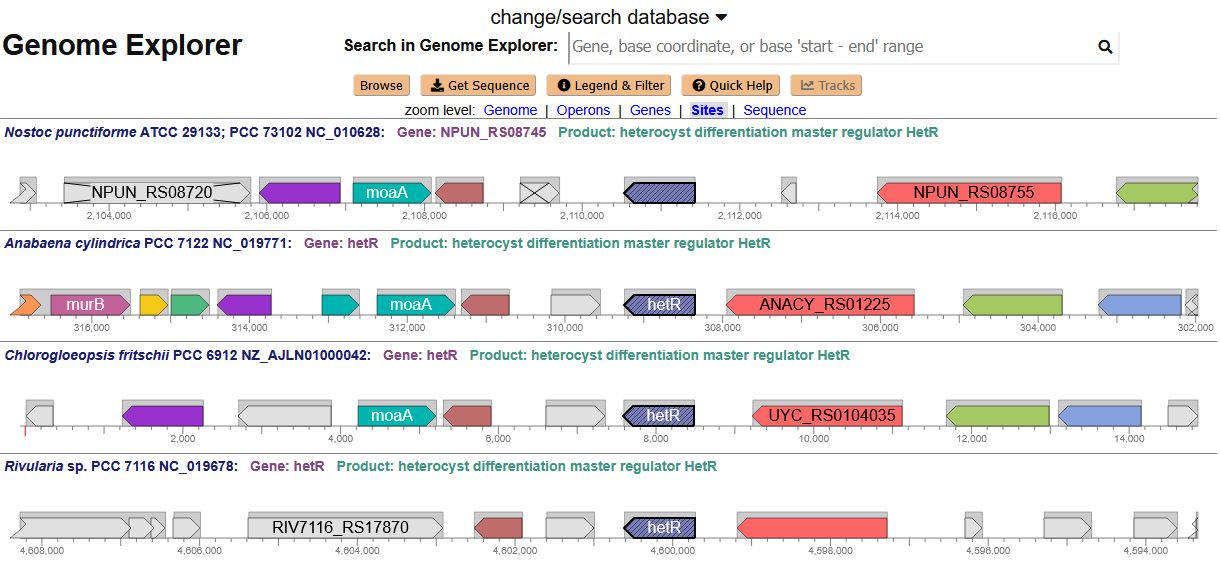 change/search database
Genome Explorer
Search in Genome Explorer: Gene, base coordinate, or base 'start - end' range
Browse Get Sequence Legend & Filter Quick Help Tracks
zoom level: Genome | Operons | Genes | Sites | Sequence
Nostoc punctiforme ATCC 29133; PCC 73102 NC_010628: Gene: NPUN_RS08745 Product: heterocyst differentiation master regulator HetR
NPUN_RS08720 moaA NPUN_RS08755
2,104,000 2,106,000 2,108,000 2,110,000 2,112,000 2,114,000 2,116,000
Anabaena cylindrica PCC 7122 NC_019771: Gene: hetR Product: heterocyst differentiation master regulator HetR
murB moaA hetR ANACY_RS01225
316,000 314,000 312,000 310,000 308,000 306,000 304,000 302,000
Chlorogloeopsis fritschii PCC 6912 NZ_AJLN01000042: Gene: hetR Product: heterocyst differentiation master regulator HetR
moaA hetR UYC_RS0104035
2,000 4,000 6,000 8,000 10,000 12,000 14,000
Rivularia sp. PCC 7116 NC_019678: Gene: hetR Product: heterocyst differentiation master regulator HetR
RIV7116_RS17870 hetR
4,608,000 4,606,000 4,604,000 4,602,000 4,600,000 4,598,000 4,596,000 4,594,000